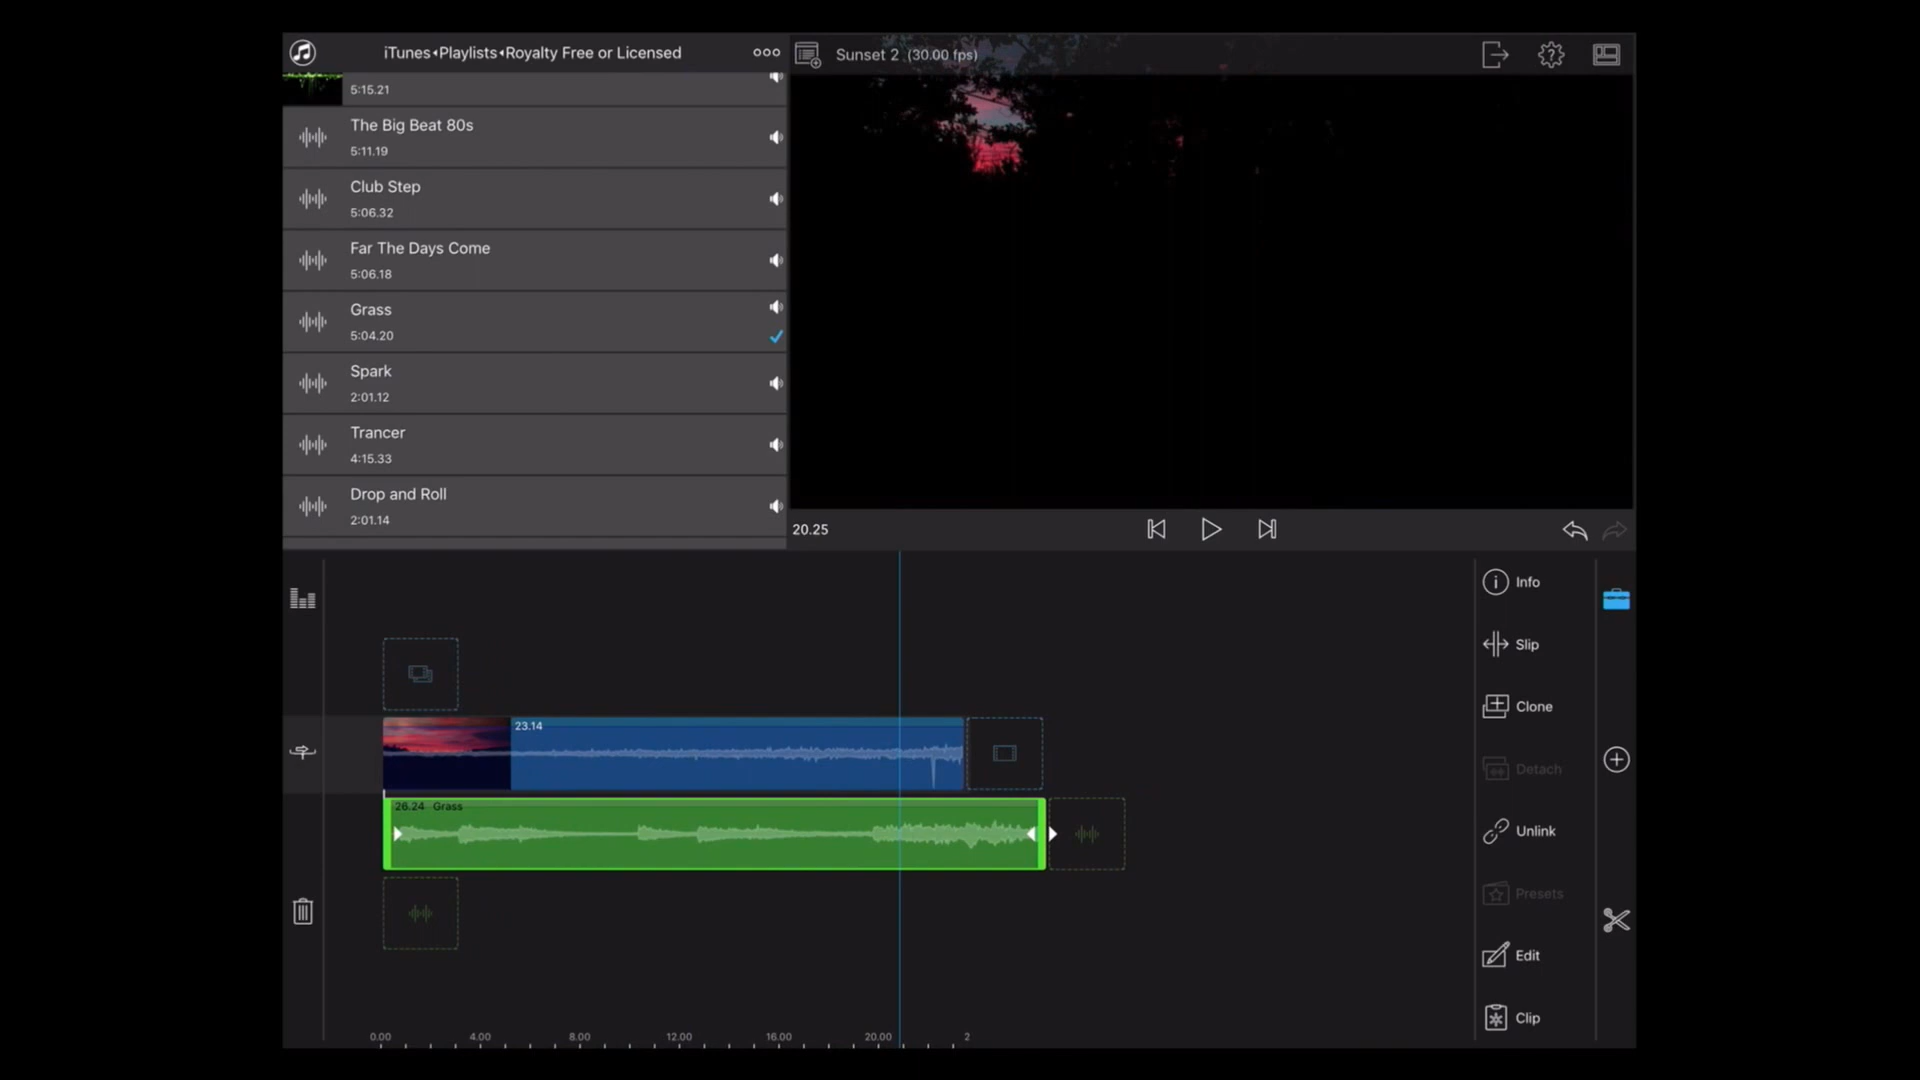 iTunes◂Playlists◂Royalty Free or Licensed
5:15.21
The Big Beat 80s
5:11.19
Club Step
5:06.32
Far The Days Come
5:06.18
Grass
5:04.20
Spark
2:01.12
Trancer
4:15.33
Drop and Roll
2:01.14
Sunset 2 (30.00 fps)
20.25
Info
Slip
Clone
Detach
Unlink
Presets
Edit
Clip
23.14
26.24 Grass
0.00 4.00 8.00 12.00 16.00 20.00 2